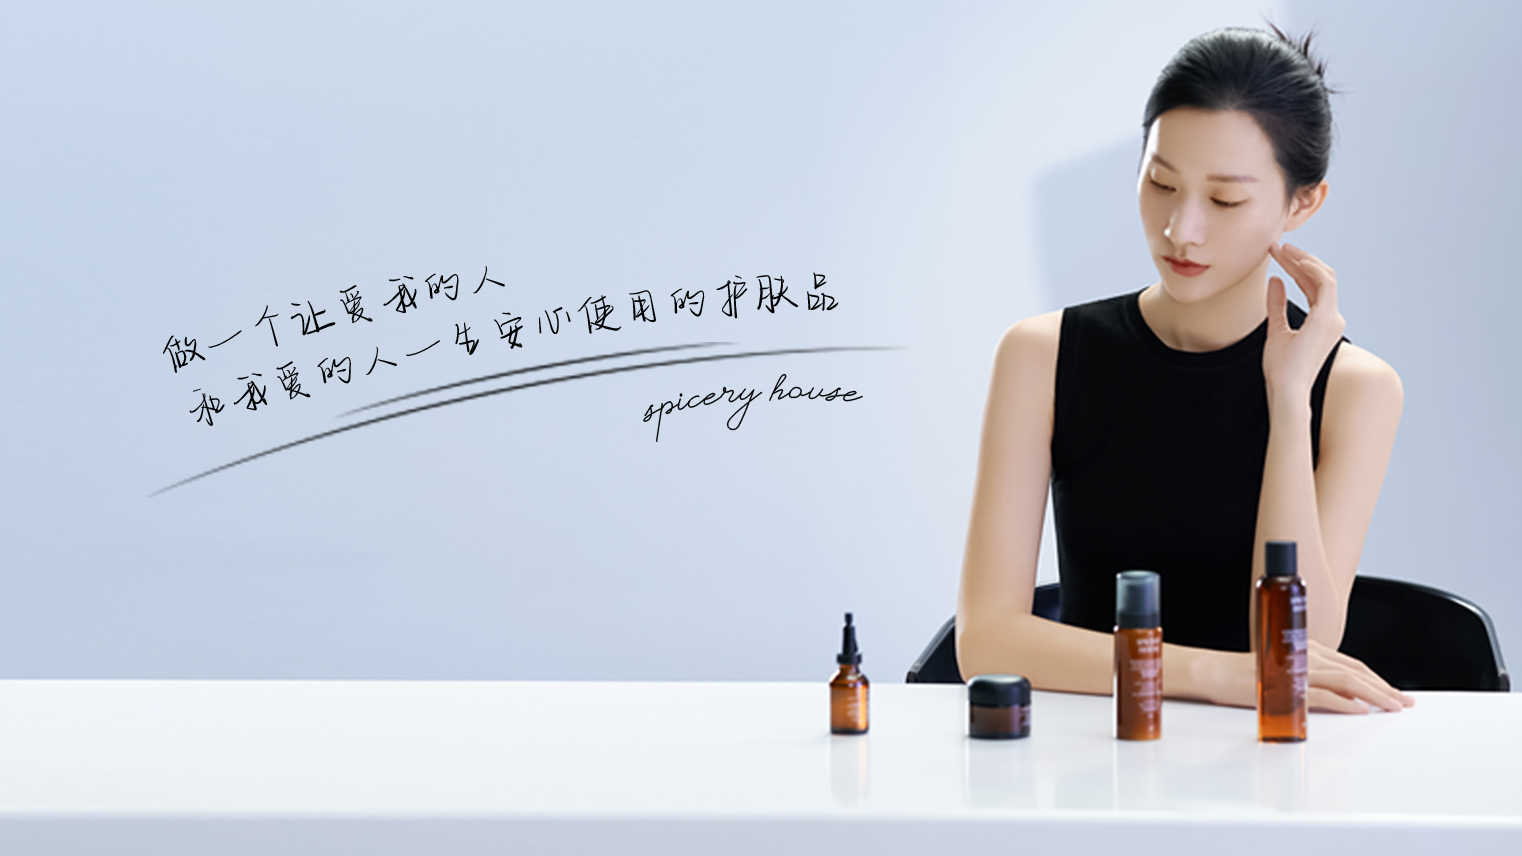 做一个让爱我的人
和我爱的人一生安心使用的护肤品
spicery house